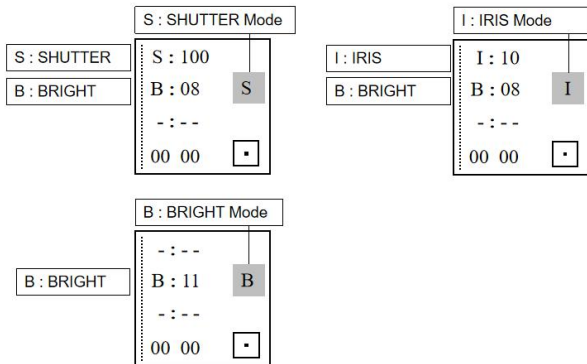 S : SHUTTER Mode
S : SHUTTER
B : BRIGHT
S : 100
B : 08
S
- : - -
00 00
I : IRIS Mode
I : IRIS
B : BRIGHT
I : 10
B : 08
I
- : - -
00 00
B : BRIGHT Mode
B : BRIGHT
- : - -
B : 11
B
- : - -
00 00